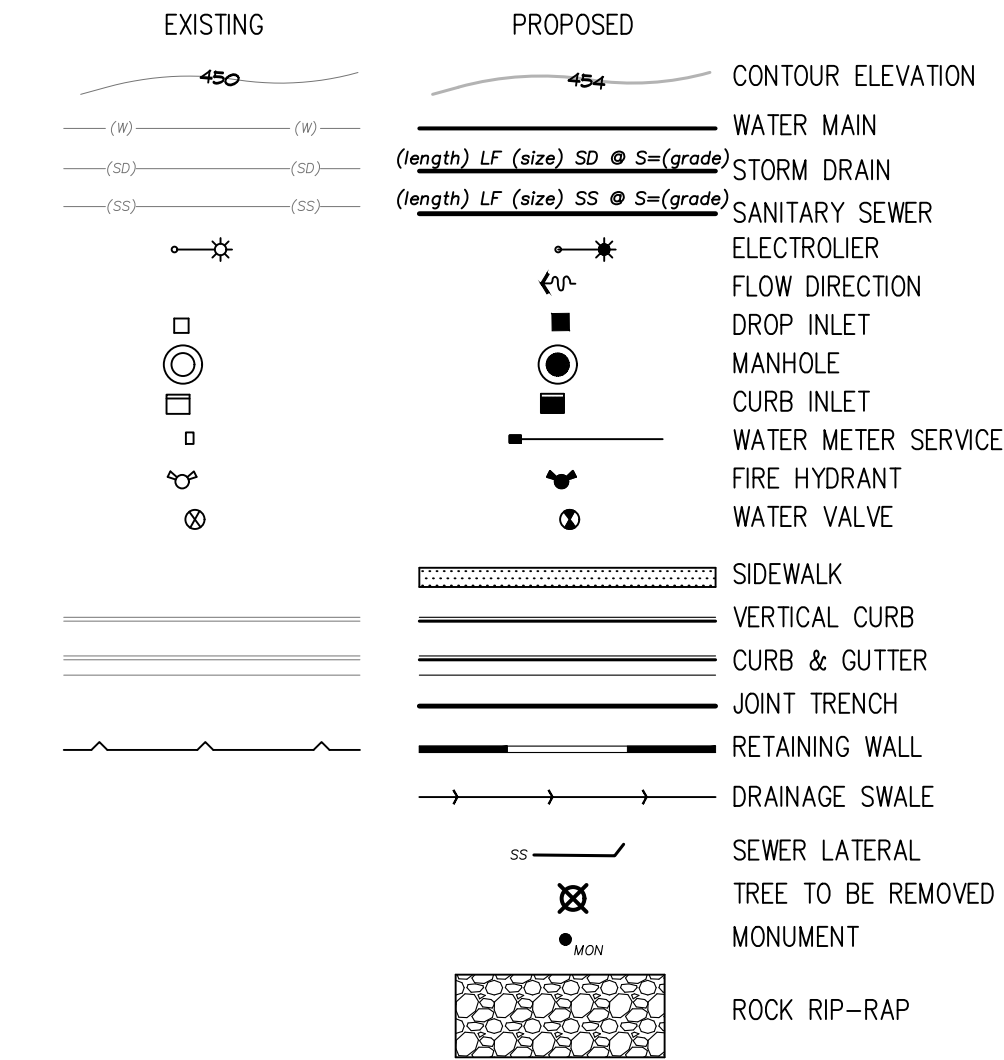 EXISTING PROPOSED
450 454 CONTOUR ELEVATION
(W) (W) WATER MAIN
(SD) (SD) (length) LF (size) SD @ S=(grade) STORM DRAIN
(SS) (SS) (length) LF (size) SS @ S=(grade) SANITARY SEWER
ELECTROLIER
FLOW DIRECTION
DROP INLET
MANHOLE
CURB INLET
WATER METER SERVICE
FIRE HYDRANT
WATER VALVE
SIDEWALK
VERTICAL CURB
CURB & GUTTER
JOINT TRENCH
RETAINING WALL
DRAINAGE SWALE
SS SEWER LATERAL
TREE TO BE REMOVED
MON MONUMENT
ROCK RIP-RAP